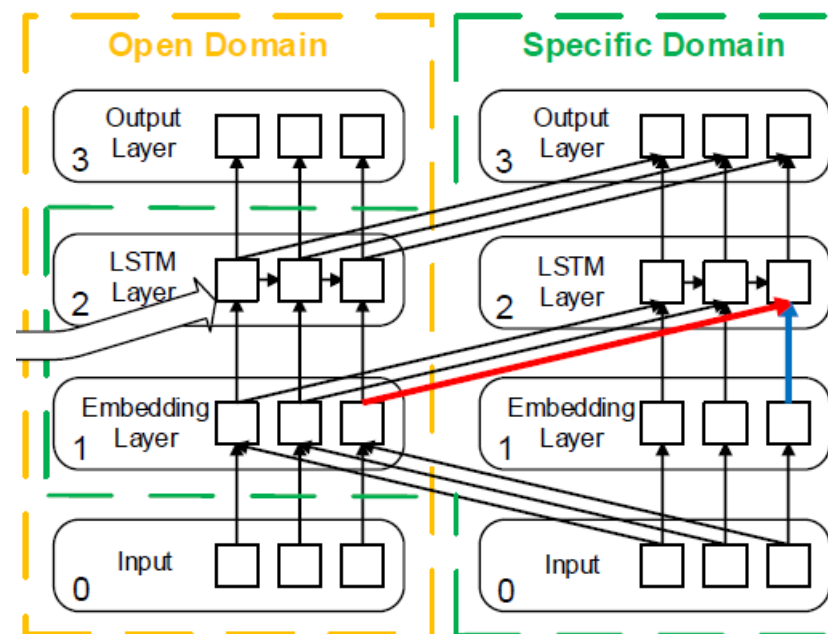 Open Domain
Output
Layer
3
LSTM
Layer
2
Embedding
Layer
1
Input
0
Specific Domain
Output
Layer
3
LSTM
Layer
2
Embedding
Layer
1
Input
0